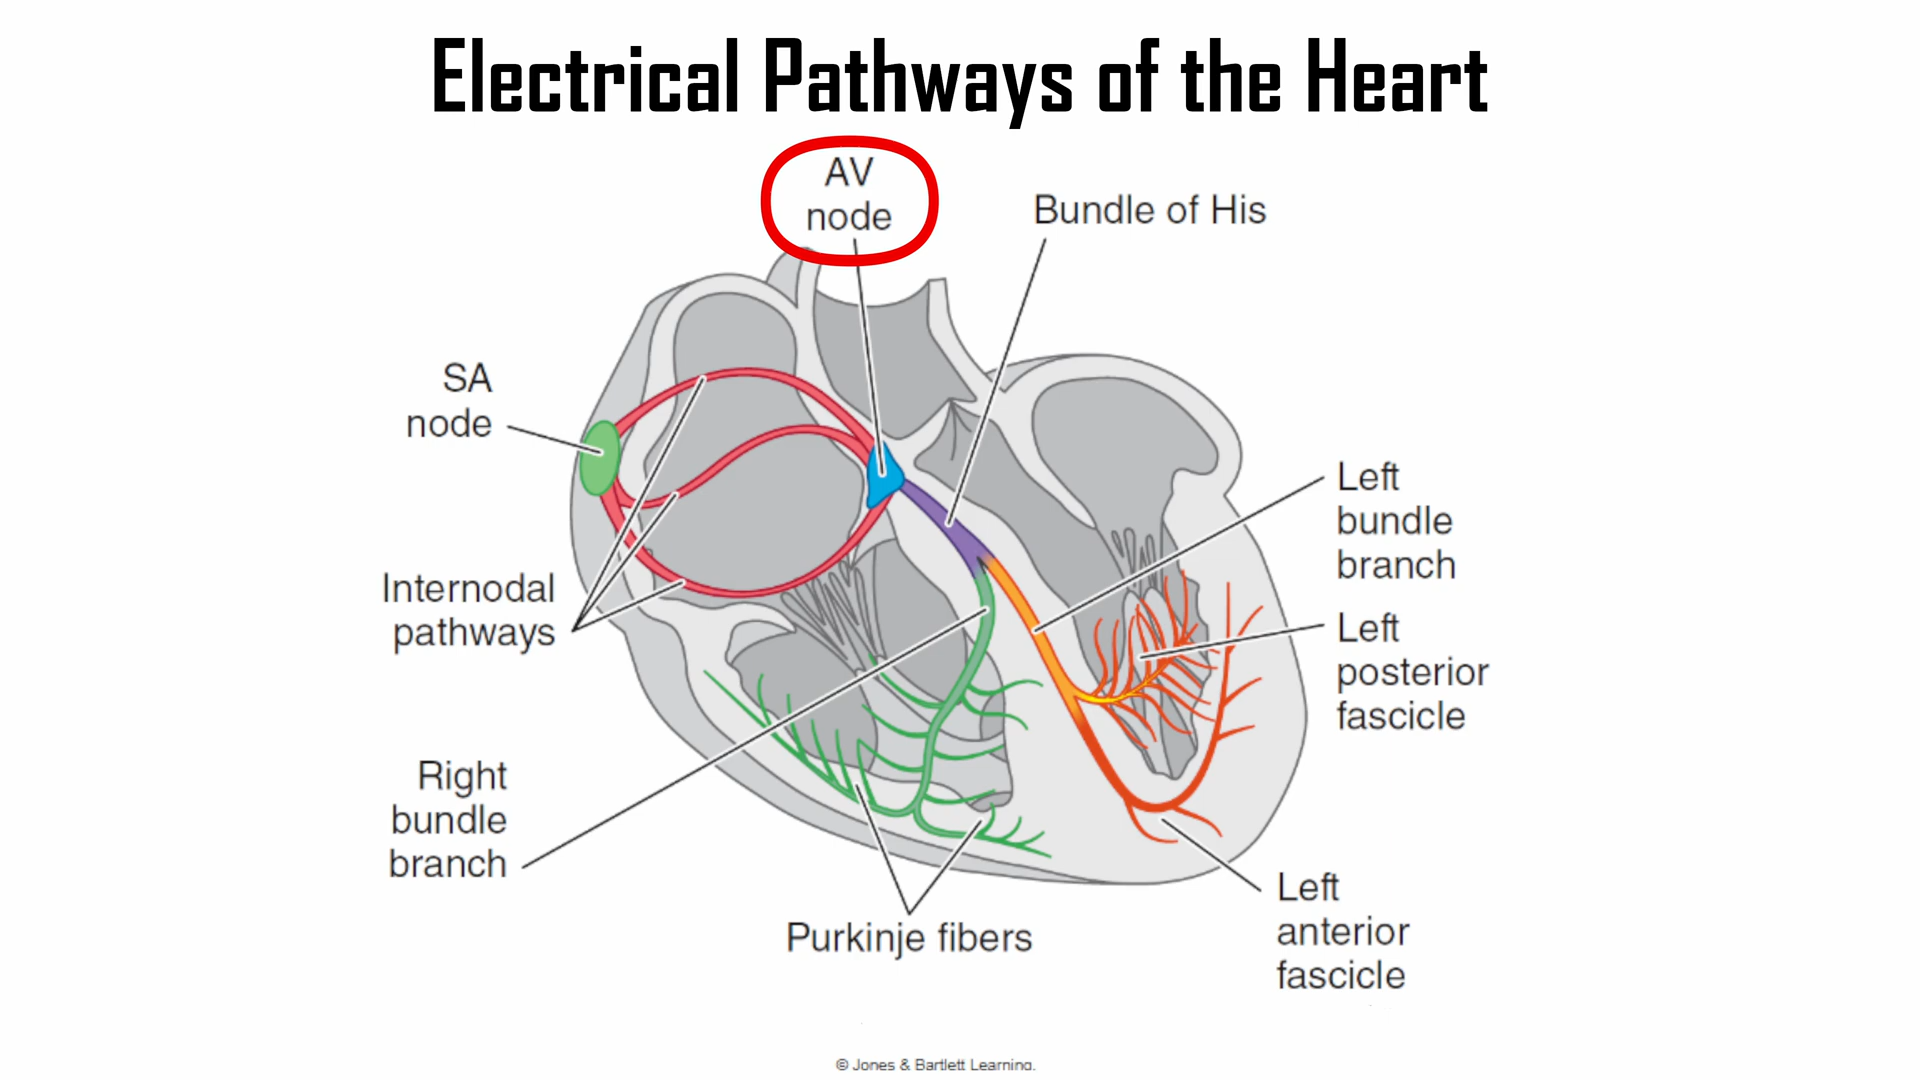 Electrical Pathways of the Heart
AV
node
Bundle of His
SA
node
Left
bundle
branch
Internodal
pathways
Left
posterior
fascicle
Right
bundle
branch
Left
anterior
fascicle
Purkinje fibers
© Jones & Bartlett Learning.